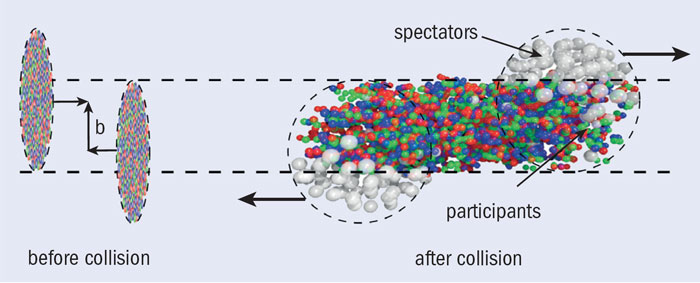 spectators
b
participants
before collision
after collision